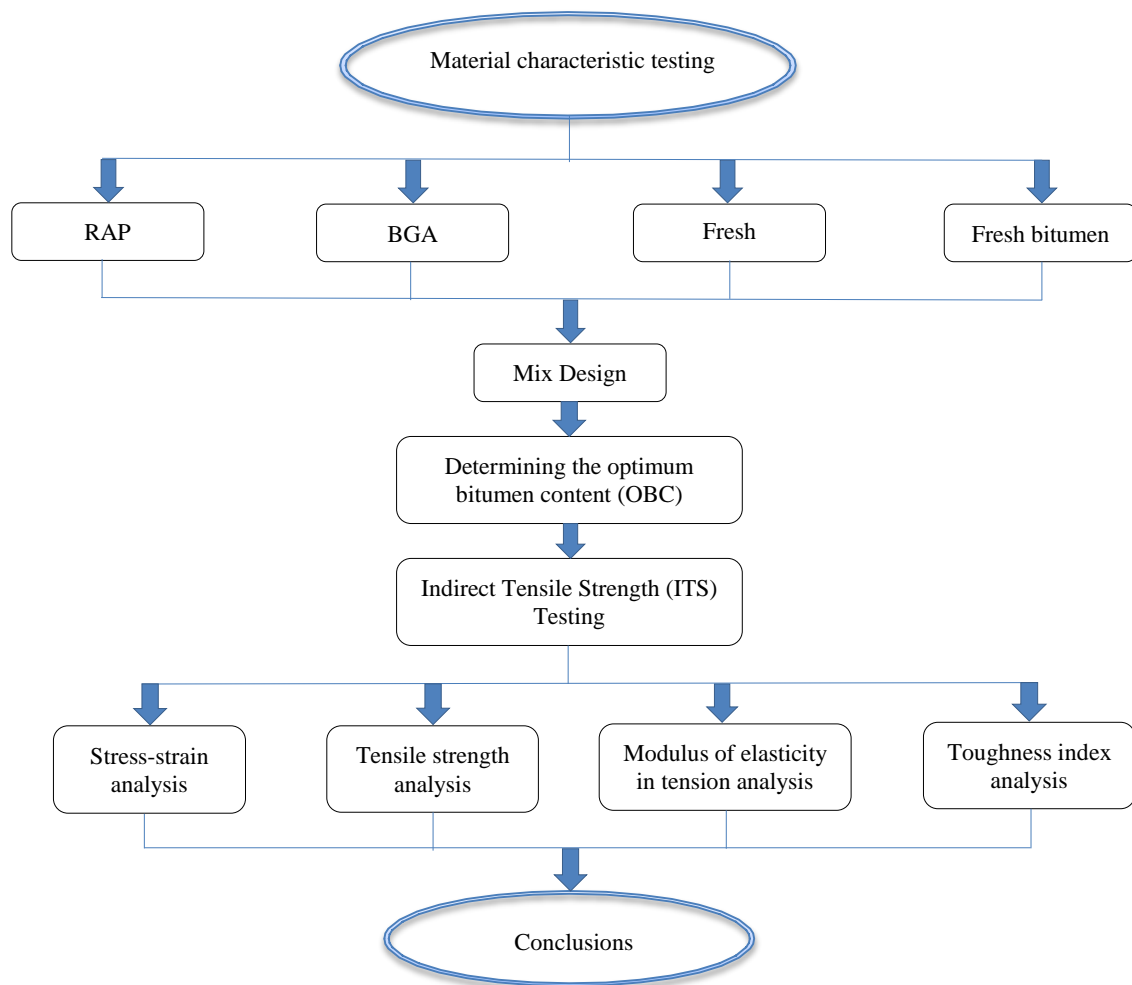 Material characteristic testing
RAP
BGA
Fresh
Fresh bitumen
Mix Design
Determining the optimum
bitumen content (OBC)
Indirect Tensile Strength (ITS)
Testing
Stress-strain
analysis
Tensile strength
analysis
Modulus of elasticity
in tension analysis
Toughness index
analysis
Conclusions